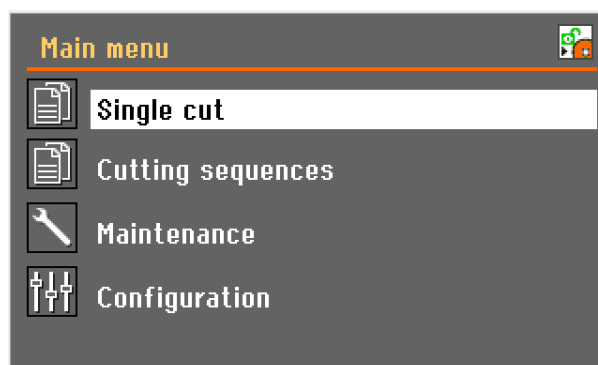 Main menu
Single cut
Cutting sequences
Maintenance
Configuration